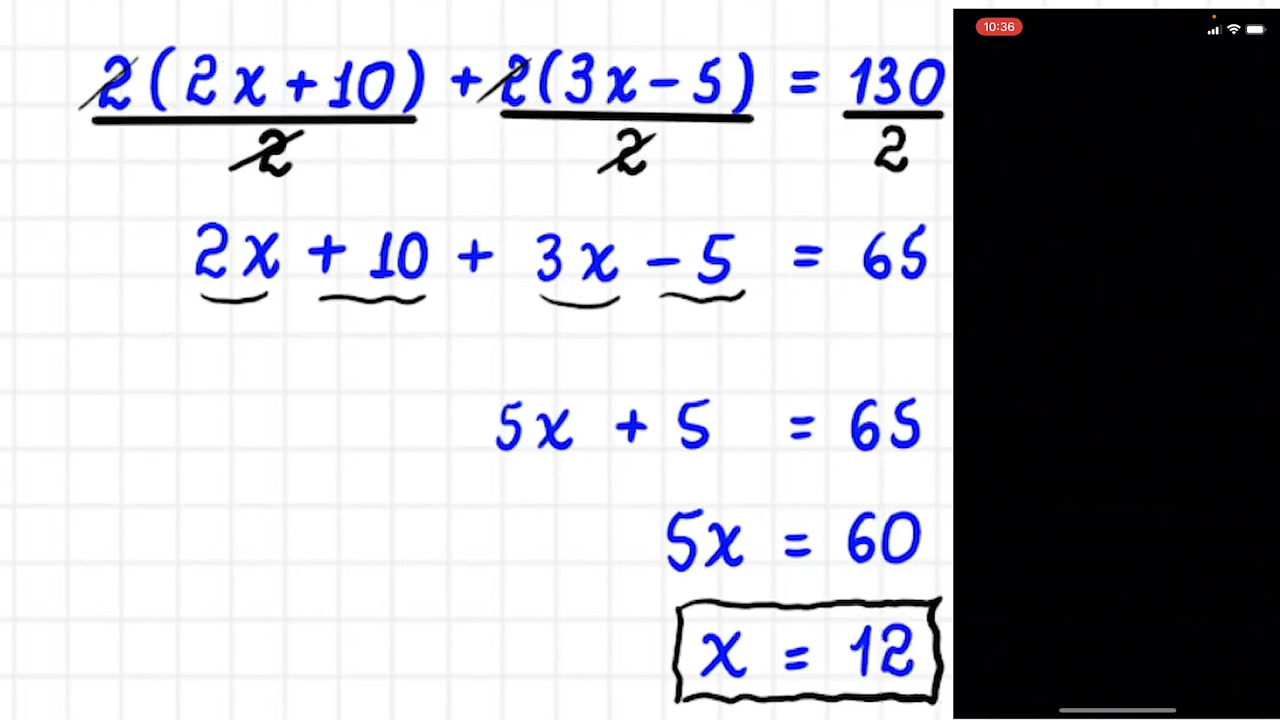 2(2x+10) + 2(3x-5) = 130
2 2 2
2x + 10 + 3x - 5 = 65
5x + 5 = 65
5x = 60
x = 12
10:36